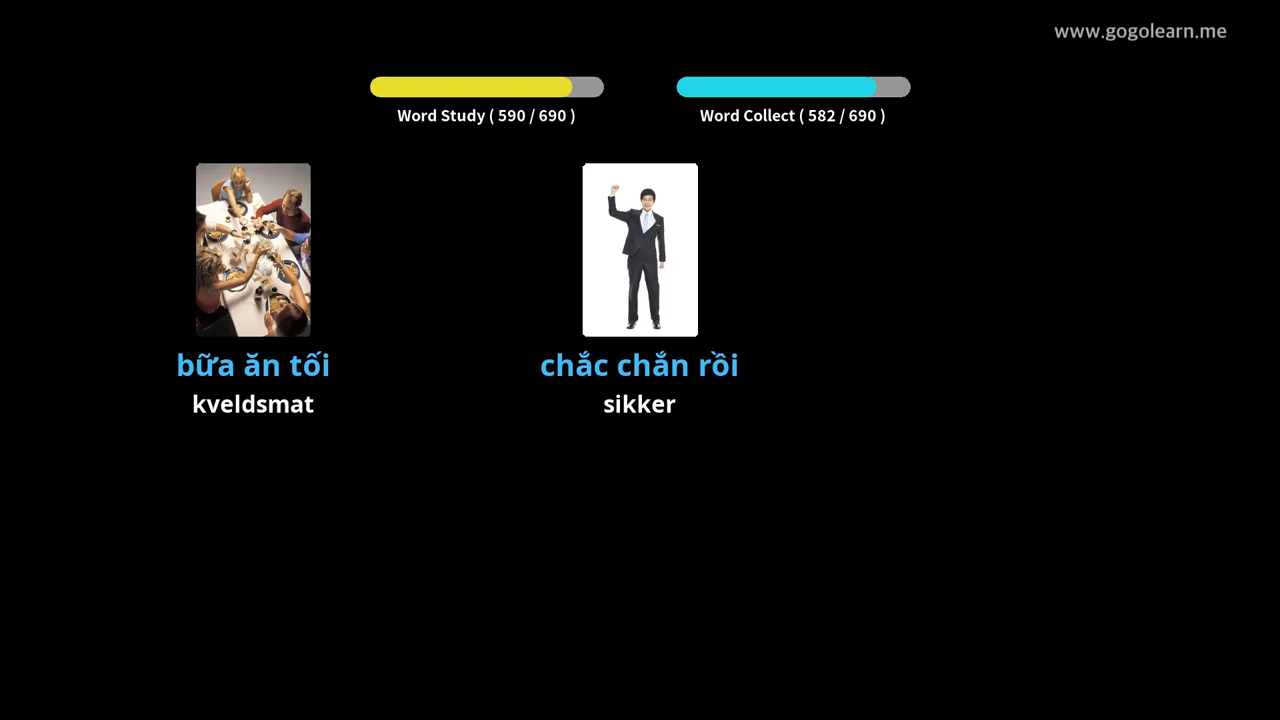 www.gogolearn.me
Word Study ( 590 / 690 )
Word Collect ( 582 / 690 )
bữa ăn tối
kveldsmat
chắc chắn rồi
sikker